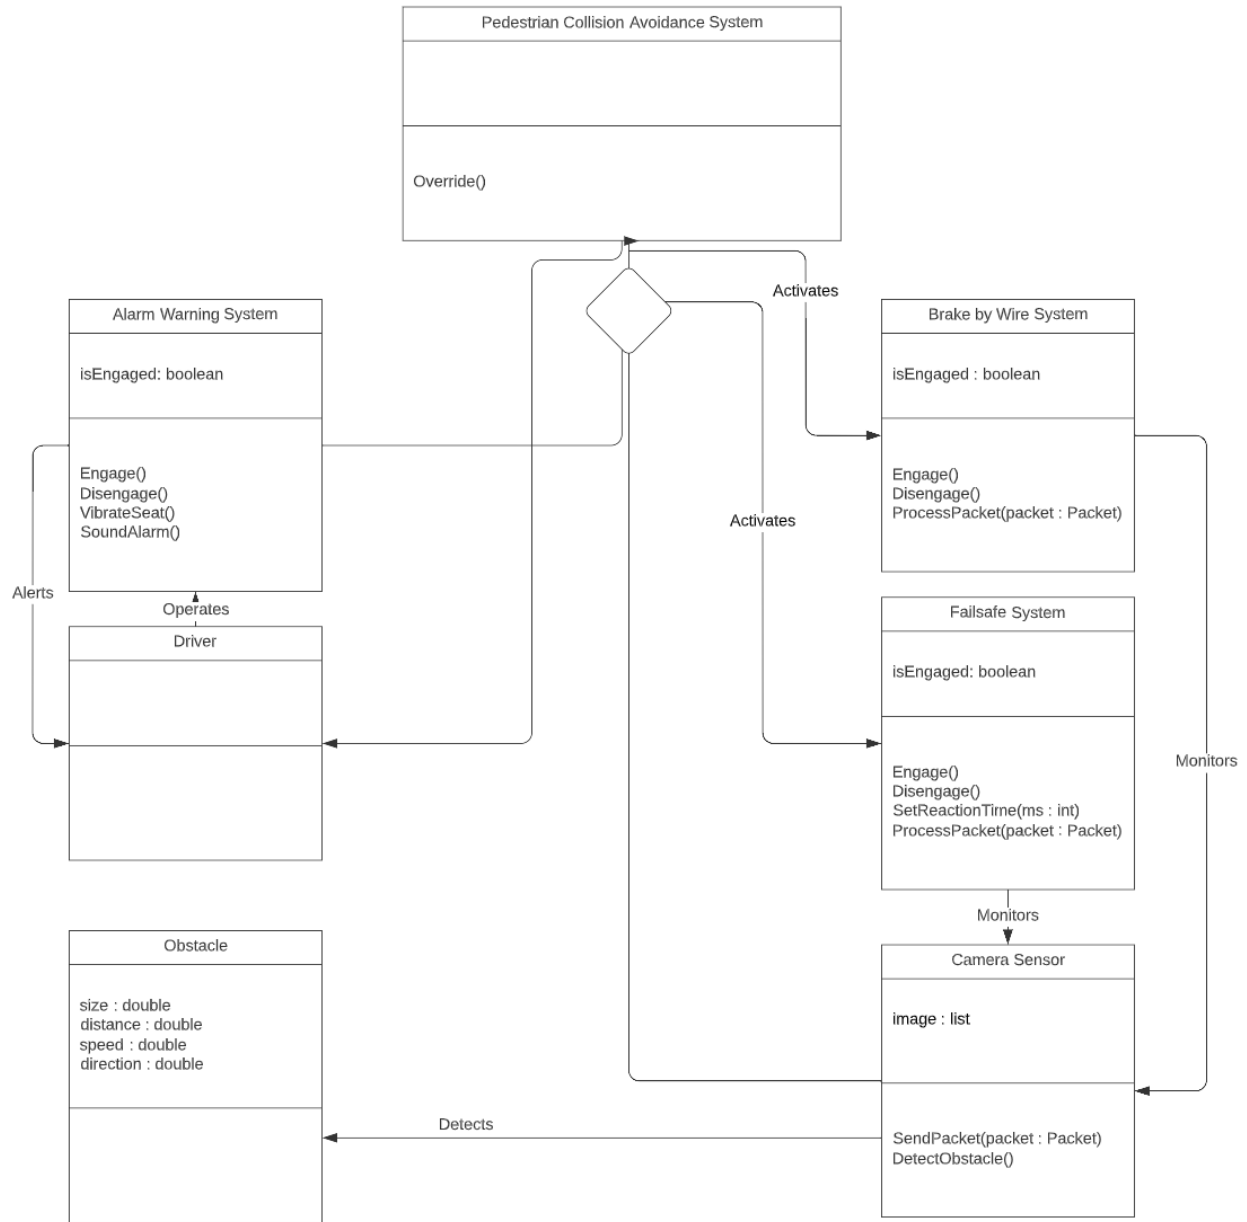 Pedestrian Collision Avoidance System
Override()
Activates
Alarm Warning System
isEngaged: boolean
Engage()
Disengage()
VibrateSeat()
SoundAlarm()
Brake by Wire System
isEngaged : boolean
Engage()
Disengage()
ProcessPacket(packet : Packet)
Activates
Alerts
Operates
Driver
Failsafe System
isEngaged: boolean
Engage()
Disengage()
SetReactionTime(ms : int)
ProcessPacket(packet : Packet)
Monitors
Monitors
Obstacle
size : double
distance : double
speed : double
direction : double
Camera Sensor
image : list
SendPacket(packet : Packet)
DetectObstacle()
Detects